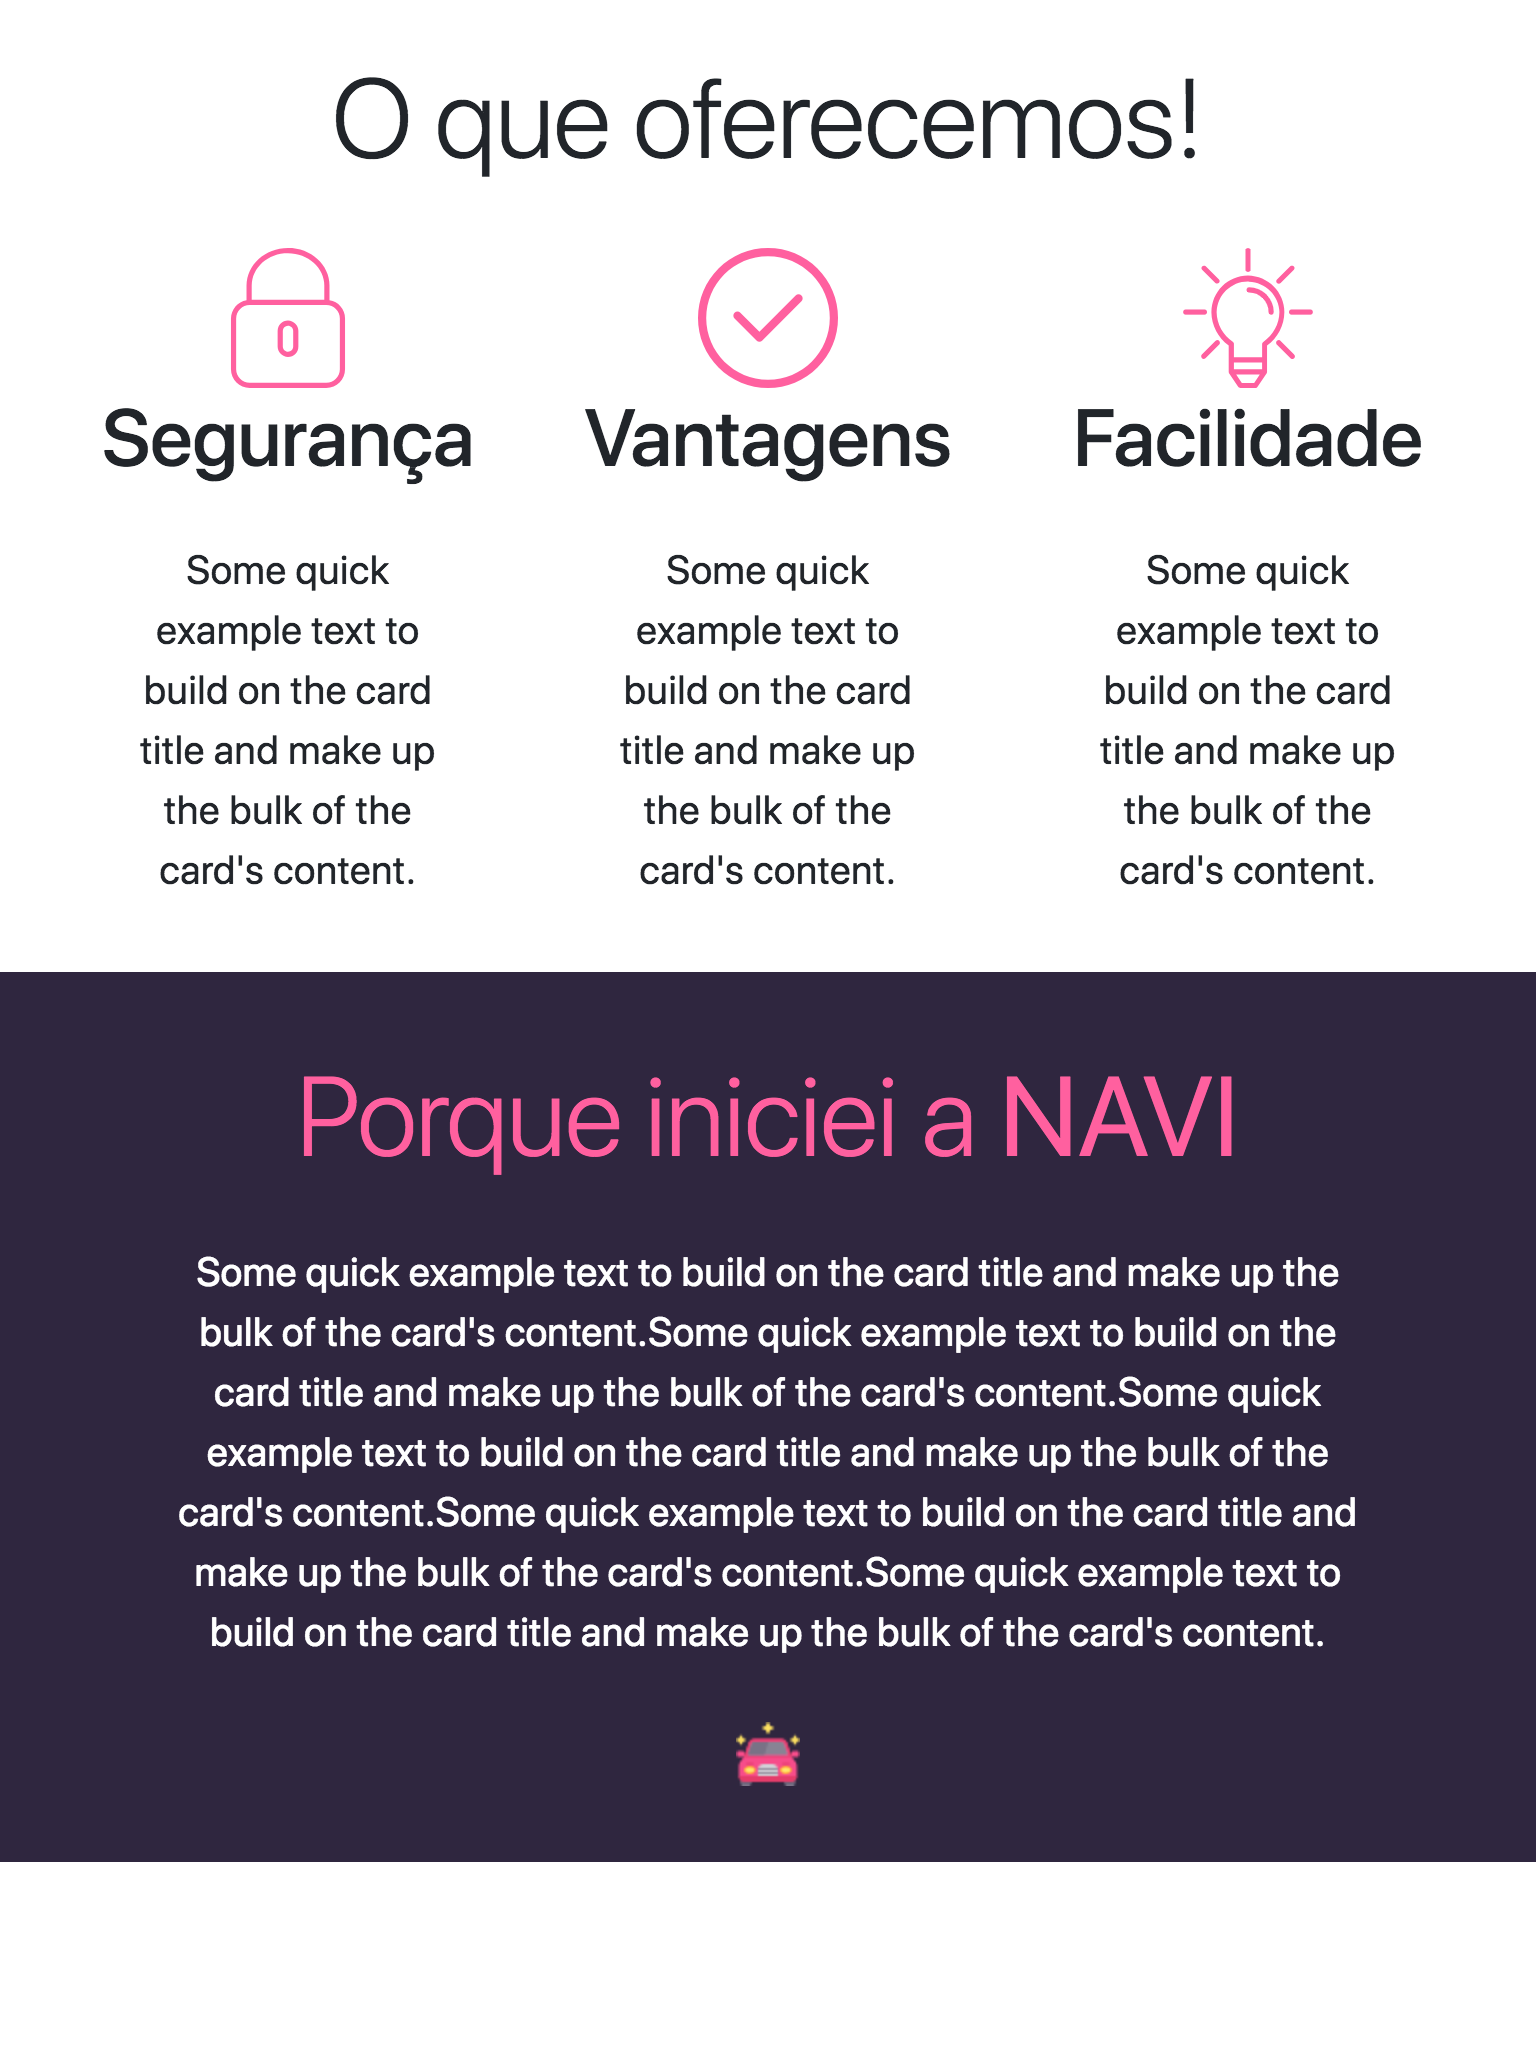 O que oferecemos!
Segurança
Some quick
example text to
build on the card
title and make up
the bulk of the
card's content.
Vantagens
Some quick
example text to
build on the card
title and make up
the bulk of the
card's content.
Facilidade
Some quick
example text to
build on the card
title and make up
the bulk of the
card's content.
Porque iniciei a NAVI
Some quick example text to build on the card title and make up the
bulk of the card's content.Some quick example text to build on the
card title and make up the bulk of the card's content.Some quick
example text to build on the card title and make up the bulk of the
card's content.Some quick example text to build on the card title and
make up the bulk of the card's content.Some quick example text to
build on the card title and make up the bulk of the card's content.